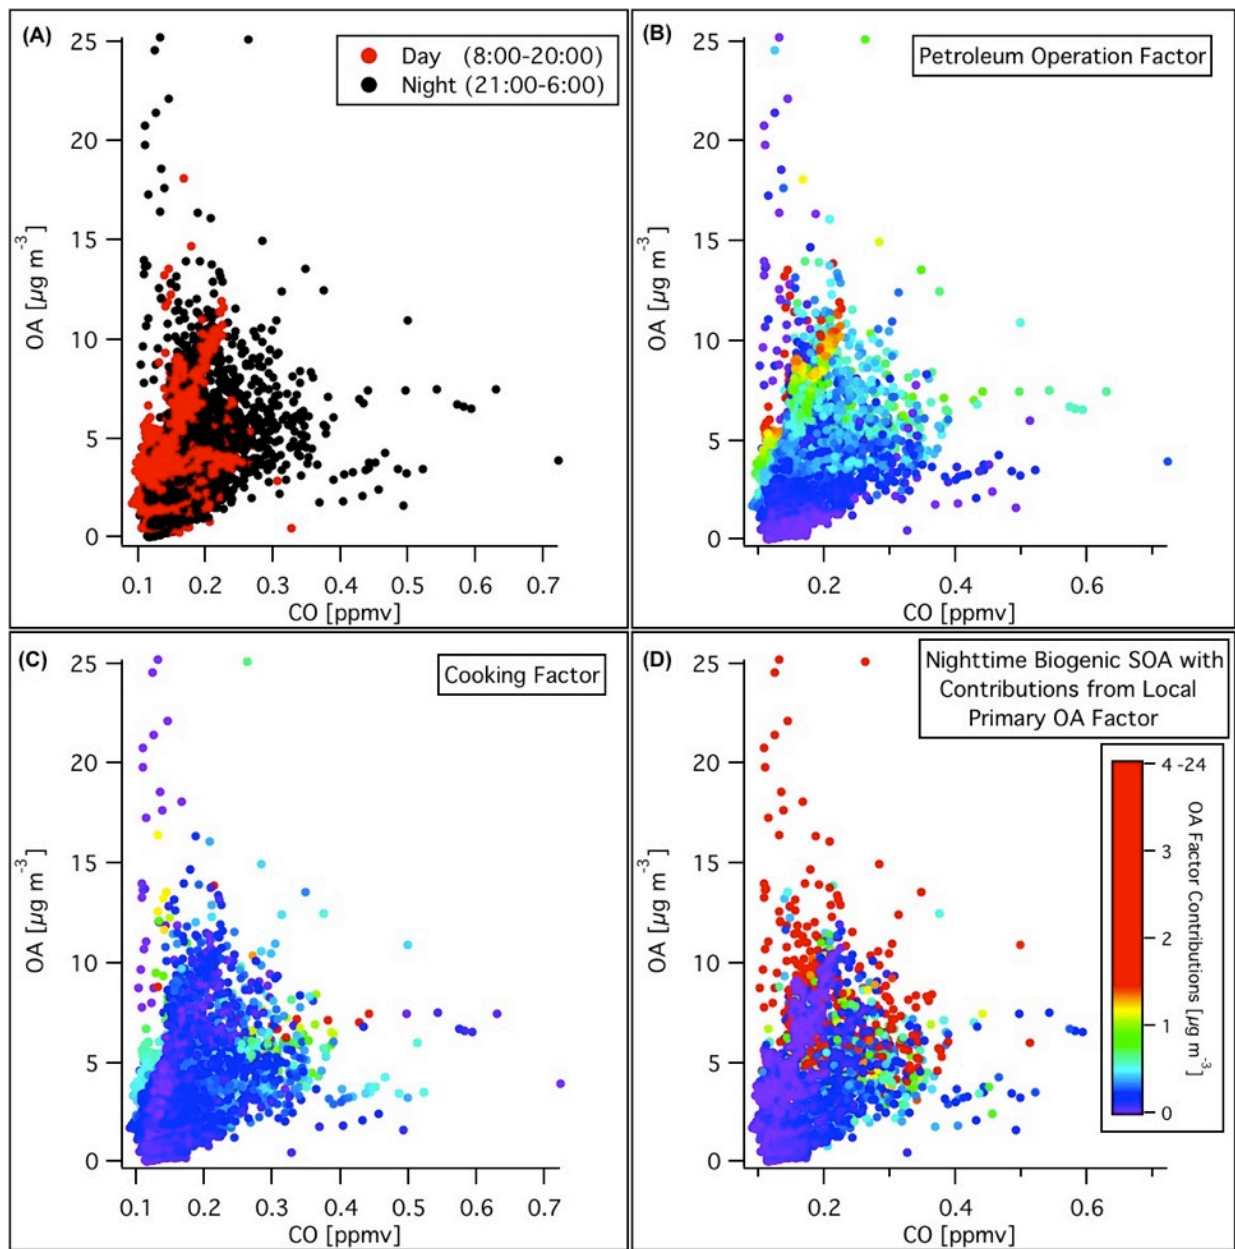 (A)
25
20
15
10
5
0
OA [µg m-3]
Day (8:00-20:00)
Night (21:00-6:00)
0.1 0.2 0.3 0.4 0.5 0.6 0.7
CO [ppmv]
(B)
25
20
15
10
5
0
OA [µg m-3]
Petroleum Operation Factor
0.2 0.4 0.6
CO [ppmv]
(C)
25
20
15
10
5
0
OA [µg m-3]
Cooking Factor
0.1 0.2 0.3 0.4 0.5 0.6 0.7
CO [ppmv]
(D)
25
20
15
10
5
0
OA [µg m-3]
Nighttime Biogenic SOA with
Contributions from Local
Primary OA Factor
4 -24
3
2
1
0
OA Factor Contributions [µg m-3]
0.2 0.4 0.6
CO [ppmv]